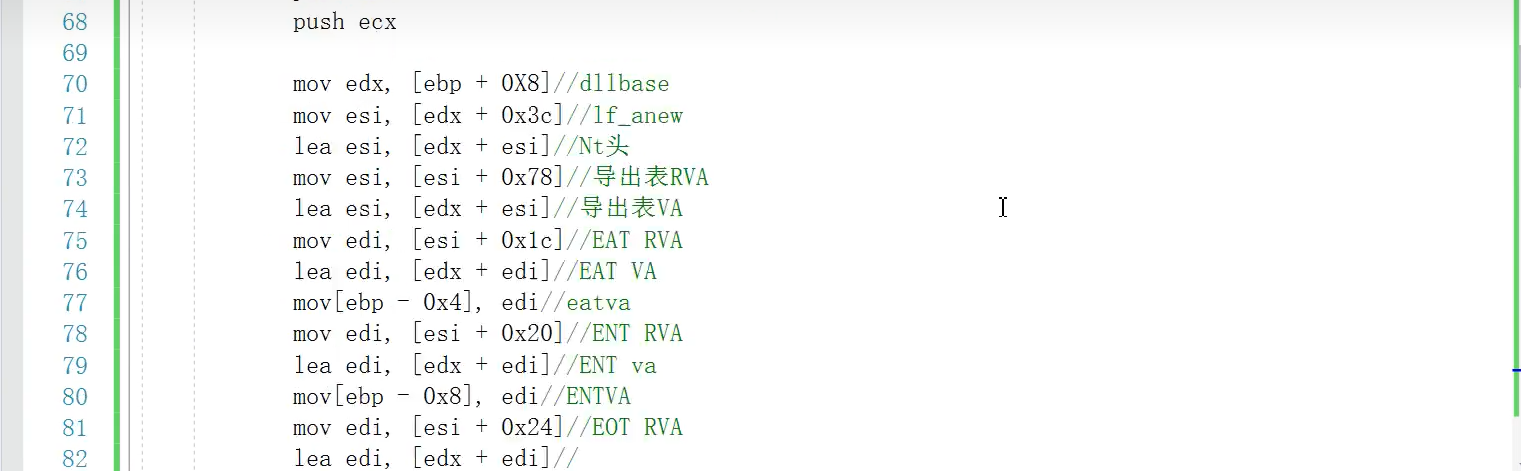 68 push ecx
69
70 mov edx, [ebp + 0X8]//dllbase
71 mov esi, [edx + 0x3c]//lf_anew
72 lea esi, [edx + esi]//Nt头
73 mov esi, [esi + 0x78]//导出表RVA
74 lea esi, [edx + esi]//导出表VA
75 mov edi, [esi + 0x1c]//EAT RVA
76 lea edi, [edx + edi]//EAT VA
77 mov[ebp - 0x4], edi//eatva
78 mov edi, [esi + 0x20]//ENT RVA
79 lea edi, [edx + edi]//ENT va
80 mov[ebp - 0x8], edi//ENTVA
81 mov edi, [esi + 0x24]//EOT RVA
82 lea edi, [edx + edi]//